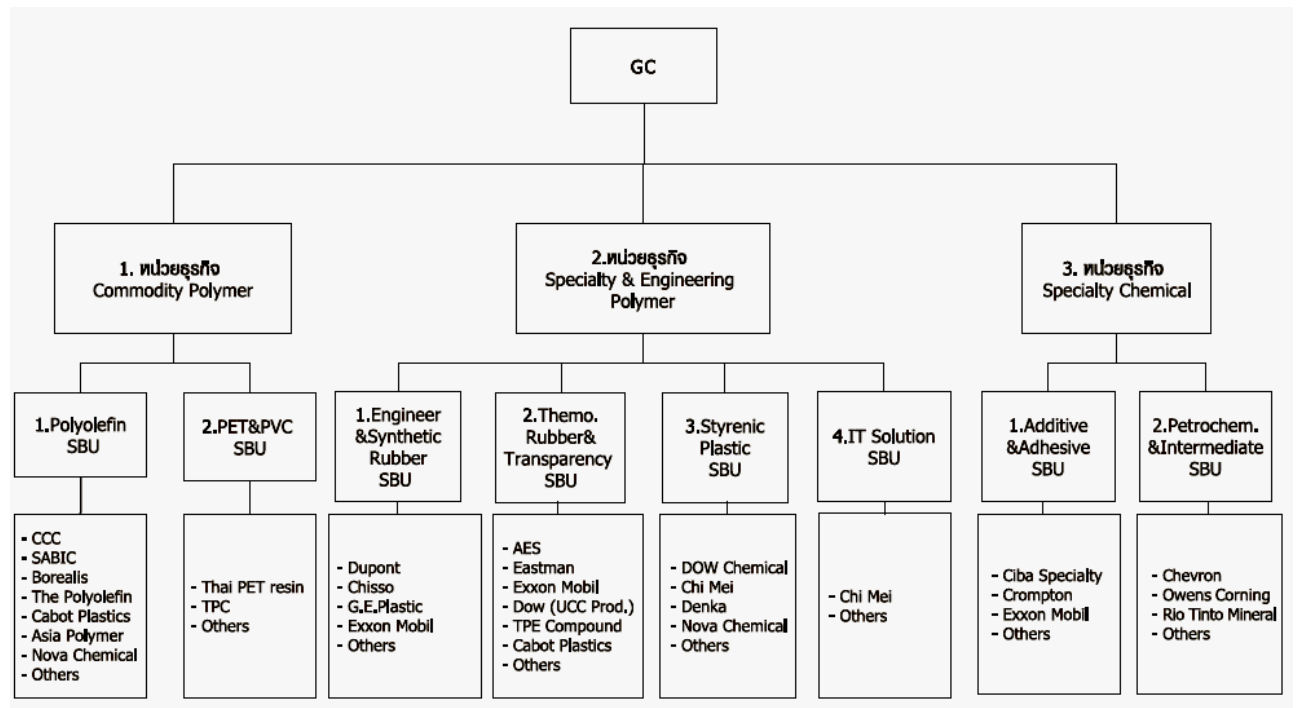 GC
1. หน่วยธุรกิจ
Commodity Polymer
2.หน่วยธุรกิจ
Specialty & Engineering
Polymer
3. หน่วยธุรกิจ
Specialty Chemical
1.Polyolefin
SBU
2.PET&PVC
SBU
1.Engineer
&Synthetic
Rubber
SBU
2.Themo.
Rubber&
Transparency
SBU
3.Styrenic
Plastic
SBU
4.IT Solution
SBU
1.Additive
&Adhesive
SBU
2.Petrochem.
&Intermediate
SBU
- CCC
- SABIC
- Borealis
- The Polyolefin
- Cabot Plastics
- Asia Polymer
- Nova Chemical
- Others
- Thai PET resin
- TPC
- Others
- Dupont
- Chisso
- G.E.Plastic
- Exxon Mobil
- Others
- AES
- Eastman
- Exxon Mobil
- Dow (UCC Prod.)
- TPE Compound
- Cabot Plastics
- Others
- DOW Chemical
- Chi Mei
- Denka
- Nova Chemical
- Others
- Chi Mei
- Others
- Ciba Specialty
- Crompton
- Exxon Mobil
- Others
- Chevron
- Owens Corning
- Rio Tinto Mineral
- Others